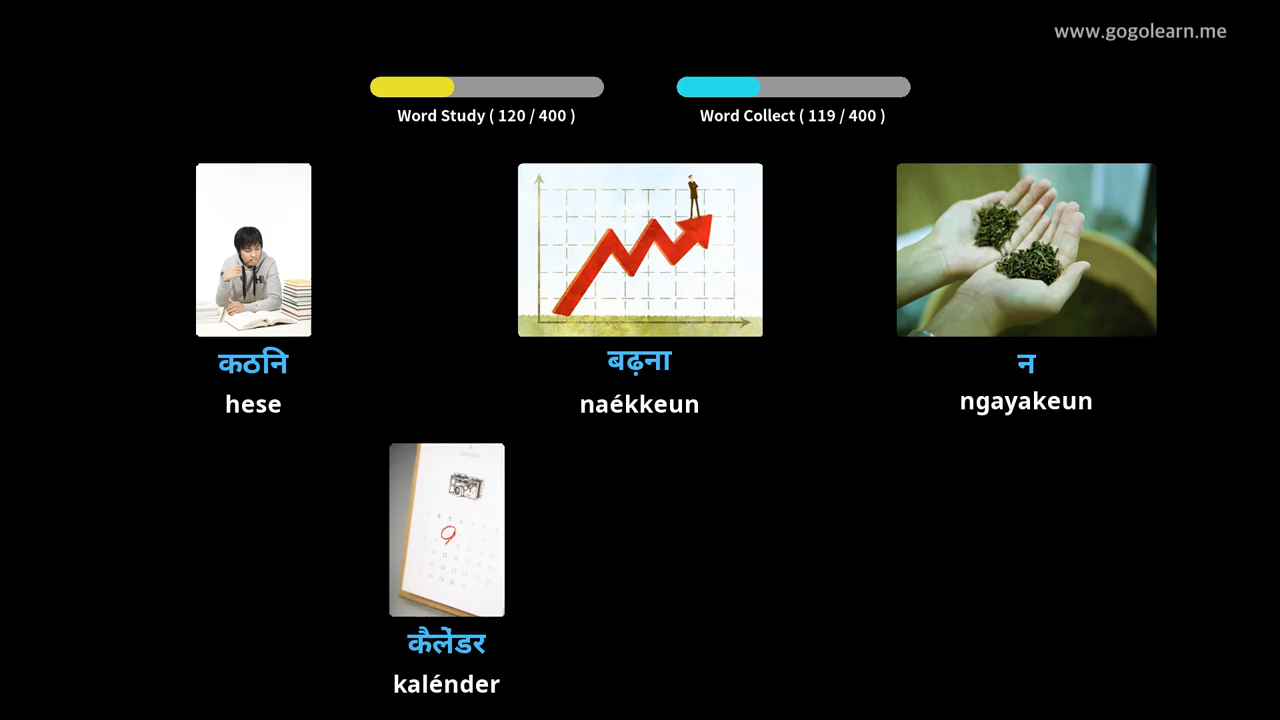 www.gogolearn.me
Word Study ( 120 / 400 )
Word Collect ( 119 / 400 )
कठनि
hese
बढ़ना
naékkeun
न
ngayakeun
कैलेंडर
kalénder